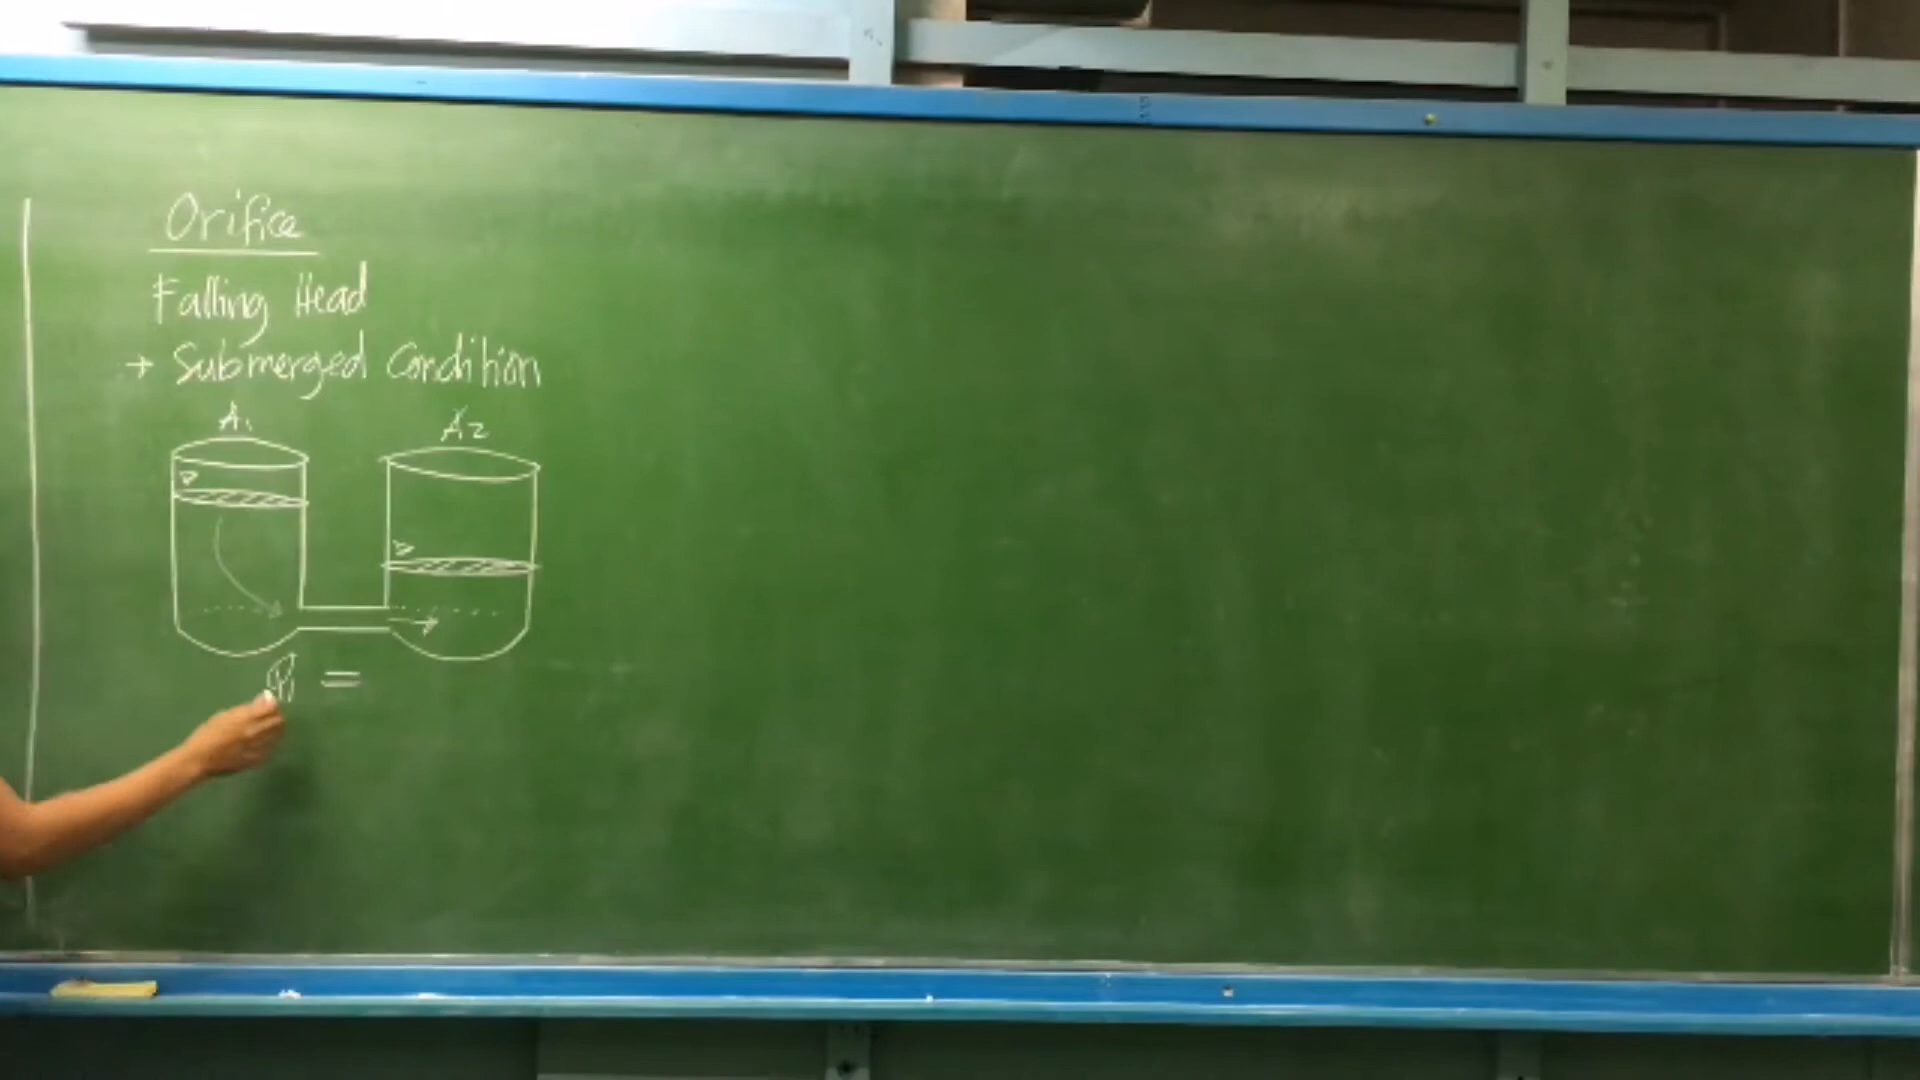 Orifice
Falling Head
→ Submerged Condition
A₁ A₂
=